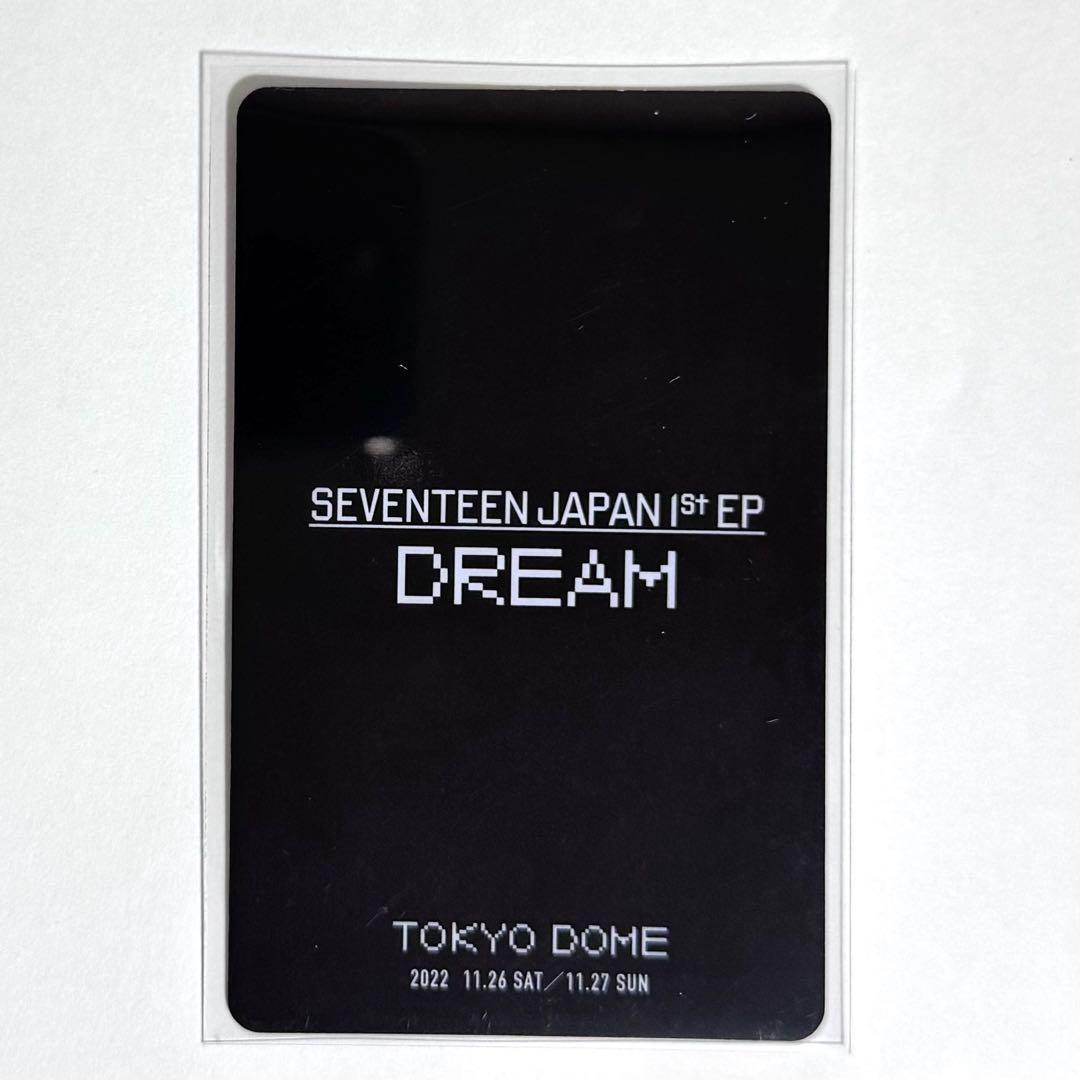 SEVENTEEN JAPAN 1st EP
DREAM
TOKYO DOME
2022 11.26 SAT／11.27 SUN